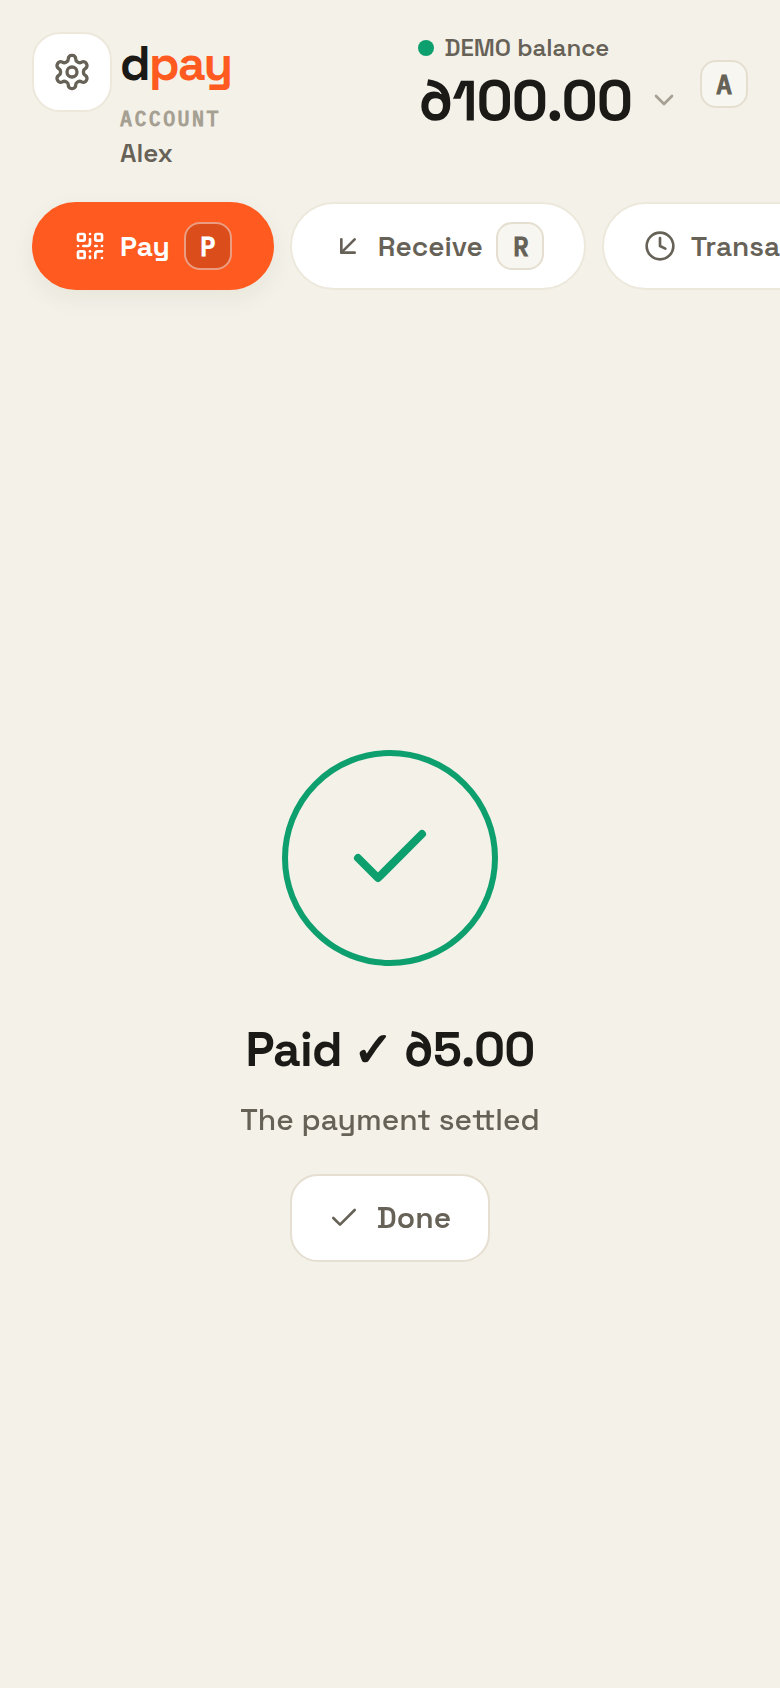 dpay
ACCOUNT
Alex
DEMO balance
∂100.00
A
Pay P
Receive R
Transa
Paid ✓ ∂5.00
The payment settled
Done